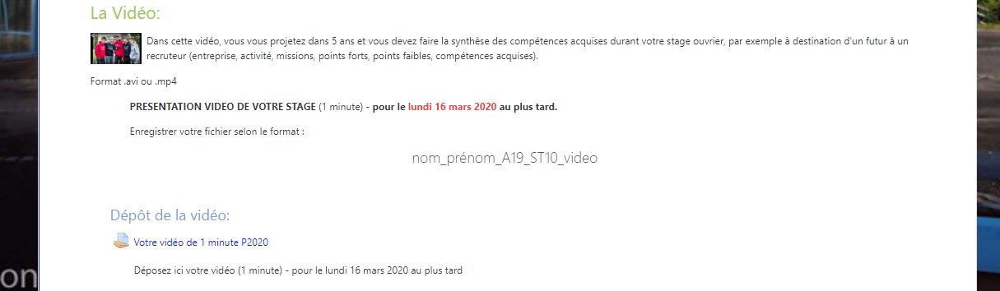 La Vidéo:
Dans cette vidéo, vous vous projetez dans 5 ans et vous devez faire la synthèse des compétences acquises durant votre stage ouvrier, par exemple à destination d'un futur à un
recruteur (entreprise, activité, missions, points forts, points faibles, compétences acquises).
Format .avi ou .mp4
PRESENTATION VIDEO DE VOTRE STAGE (1 minute) - pour le lundi 16 mars 2020 au plus tard.
Enregistrer votre fichier selon le format :
nom_prénom_A19_ST10_video
Dépôt de la vidéo:
Votre vidéo de 1 minute P2020
Déposez ici votre vidéo (1 minute) - pour le lundi 16 mars 2020 au plus tard
on